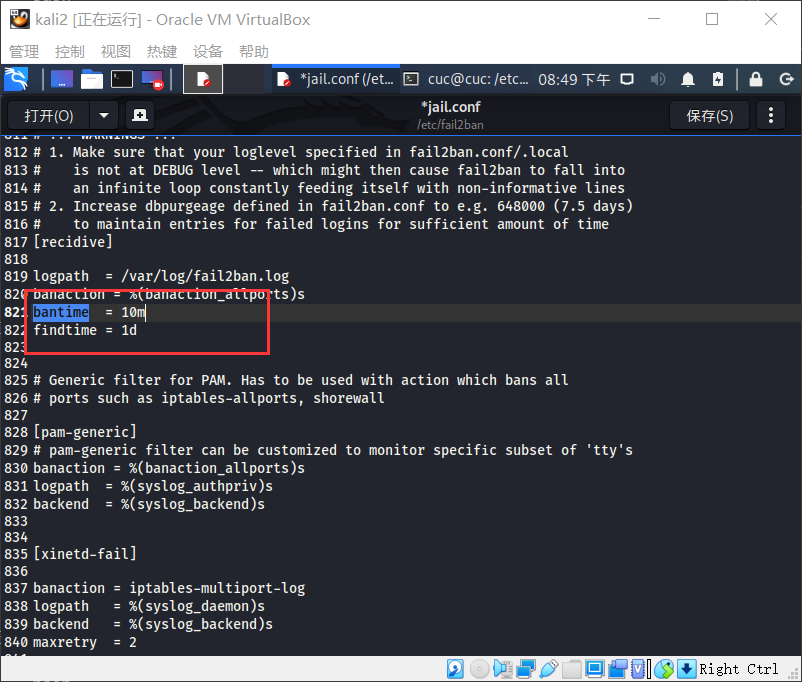 kali2 [正在运行] - Oracle VM VirtualBox
管理 控制 视图 热键 设备 帮助
*jail.conf (/et... cuc@cuc: /etc... 08:49 下午
打开(O) *jail.conf 保存(S)
/etc/fail2ban
811 # !!! WARNINGS !!!
812 # 1. Make sure that your loglevel specified in fail2ban.conf/.local
813 #    is not at DEBUG level -- which might then cause fail2ban to fall into
814 #    an infinite loop constantly feeding itself with non-informative lines
815 # 2. Increase dbpurgeage defined in fail2ban.conf to e.g. 648000 (7.5 days)
816 #    to maintain entries for failed logins for sufficient amount of time
817 [recidive]
818
819 logpath  = /var/log/fail2ban.log
820 banaction = %(banaction_allports)s
821 bantime  = 10m
822 findtime = 1d
823
824
825 # Generic filter for PAM. Has to be used with action which bans all
826 # ports such as iptables-allports, shorewall
827
828 [pam-generic]
829 # pam-generic filter can be customized to monitor specific subset of 'tty's
830 banaction = %(banaction_allports)s
831 logpath  = %(syslog_authpriv)s
832 backend  = %(syslog_backend)s
833
834
835 [xinetd-fail]
836
837 banaction = iptables-multiport-log
838 logpath   = %(syslog_daemon)s
839 backend   = %(syslog_backend)s
840 maxretry  = 2
Right Ctrl